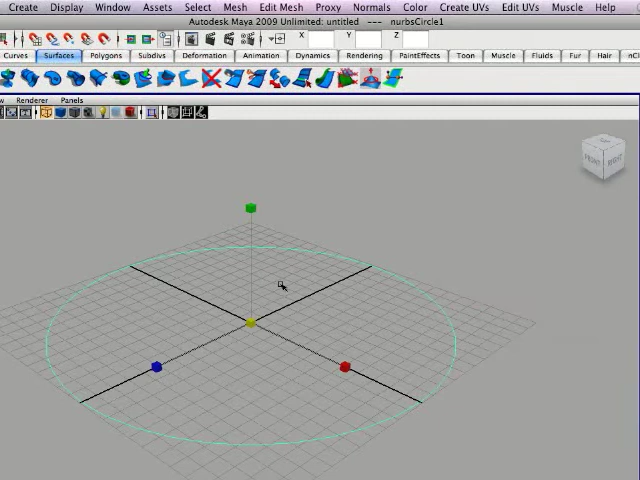 Create Display Window Assets Select Mesh Edit Mesh Proxy Normals Color Create UVs Edit UVs Muscle Help
Autodesk Maya 2009 Unlimited: untitled --- nurbsCircle1
X Y Z
Curves Surfaces Polygons Subdivs Deformation Animation Dynamics Rendering PaintEffects Toon Muscle Fluids Fur Hair nCl
Renderer Panels
FRONT RIGHT